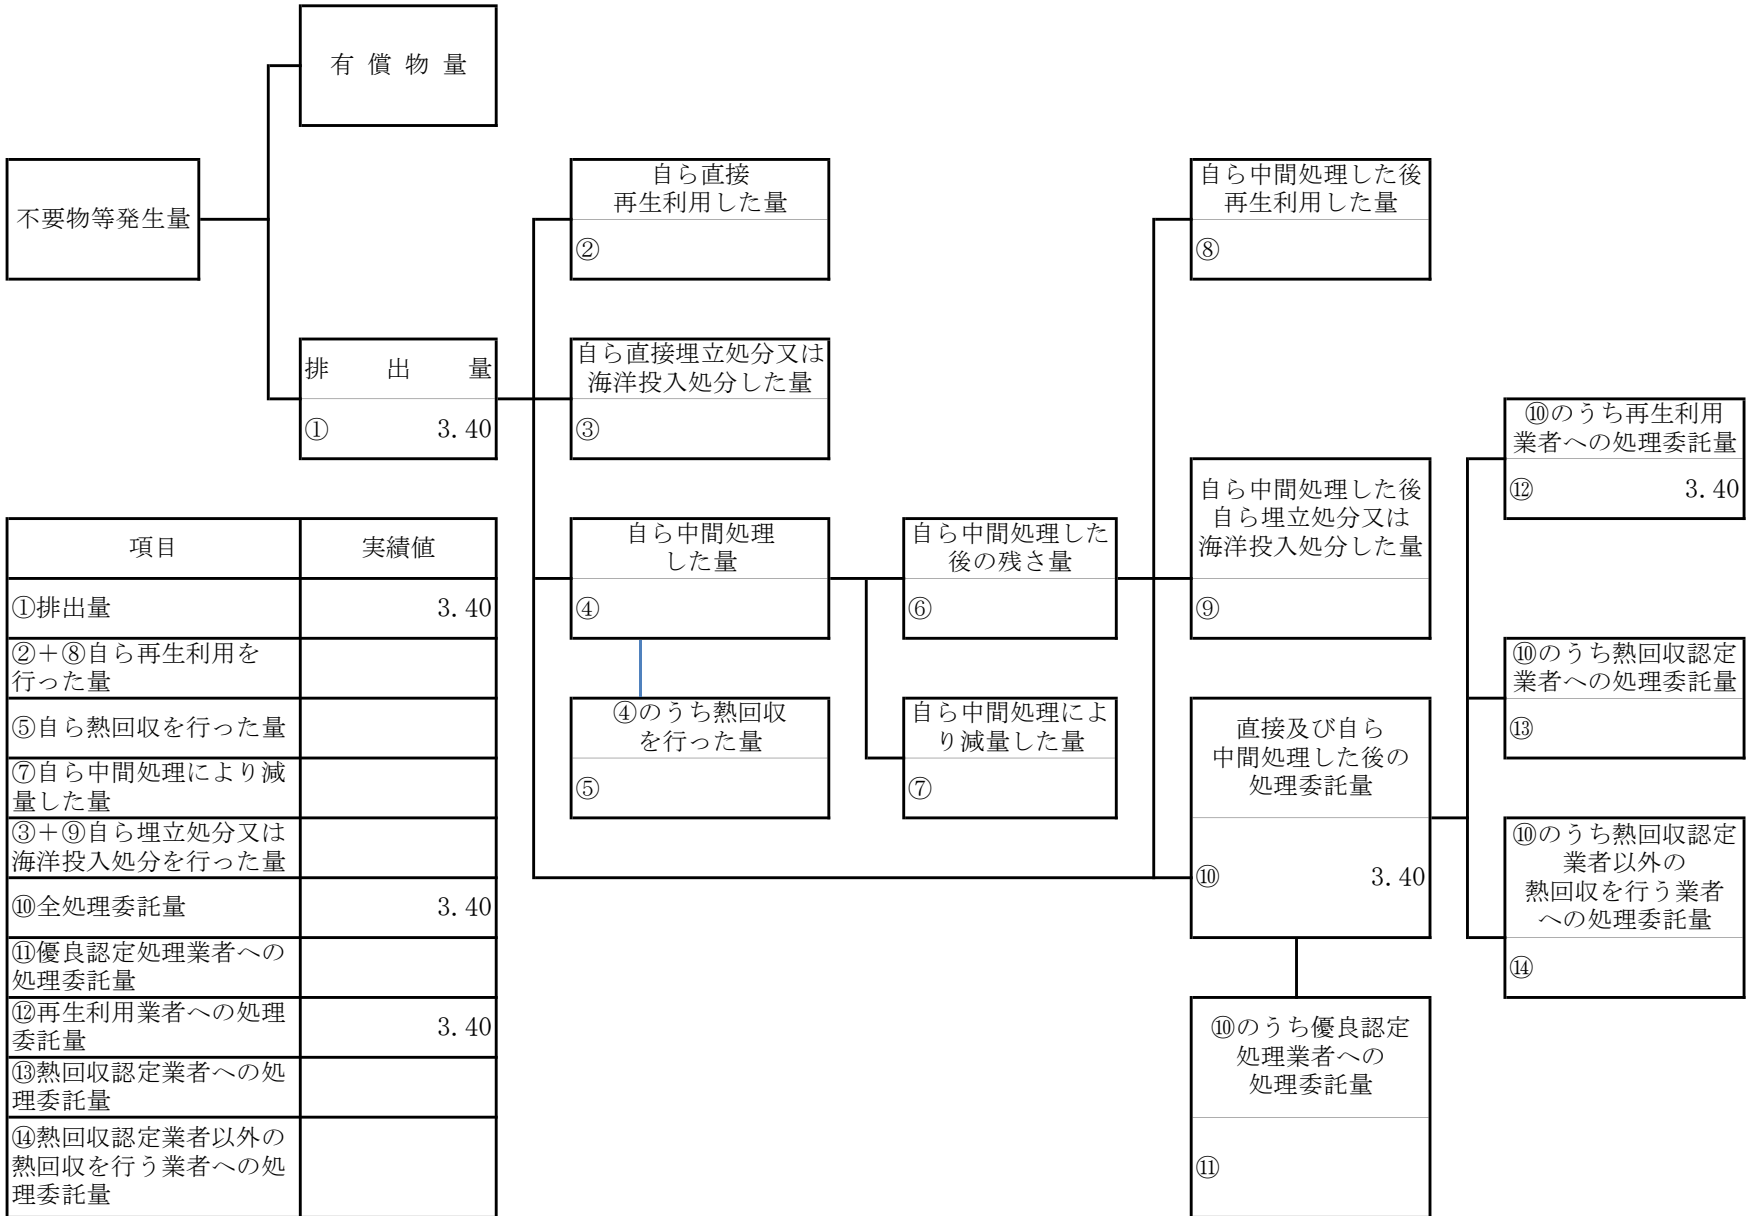 有償物量
不要物等発生量
自ら直接
再生利用した量
②
自ら中間処理した後
再生利用した量
⑧
排出量
① 3.40
自ら直接埋立処分又は
海洋投入処分した量
③
⑩のうち再生利用
業者への処理委託量
⑫ 3.40
自ら中間処理
した量
④
自ら中間処理した
後の残さ量
⑥
自ら中間処理した後
自ら埋立処分又は
海洋投入処分した量
⑨
⑩のうち熱回収認定
業者への処理委託量
⑬
④のうち熱回収
を行った量
⑤
自ら中間処理によ
り減量した量
⑦
直接及び自ら
中間処理した後の
処理委託量
⑩ 3.40
⑩のうち熱回収認定
業者以外の
熱回収を行う業者
への処理委託量
⑭
⑩のうち優良認定
処理業者への
処理委託量
⑪
項目 実績値
①排出量 3.40
②+⑧自ら再生利用を
行った量
⑤自ら熱回収を行った量
⑦自ら中間処理により減
量した量
③+⑨自ら埋立処分又は
海洋投入処分を行った量
⑩全処理委託量 3.40
⑪優良認定処理業者への
処理委託量
⑫再生利用業者への処理
委託量 3.40
⑬熱回収認定業者への処
理委託量
⑭熱回収認定業者以外の
熱回収を行う業者への処
理委託量